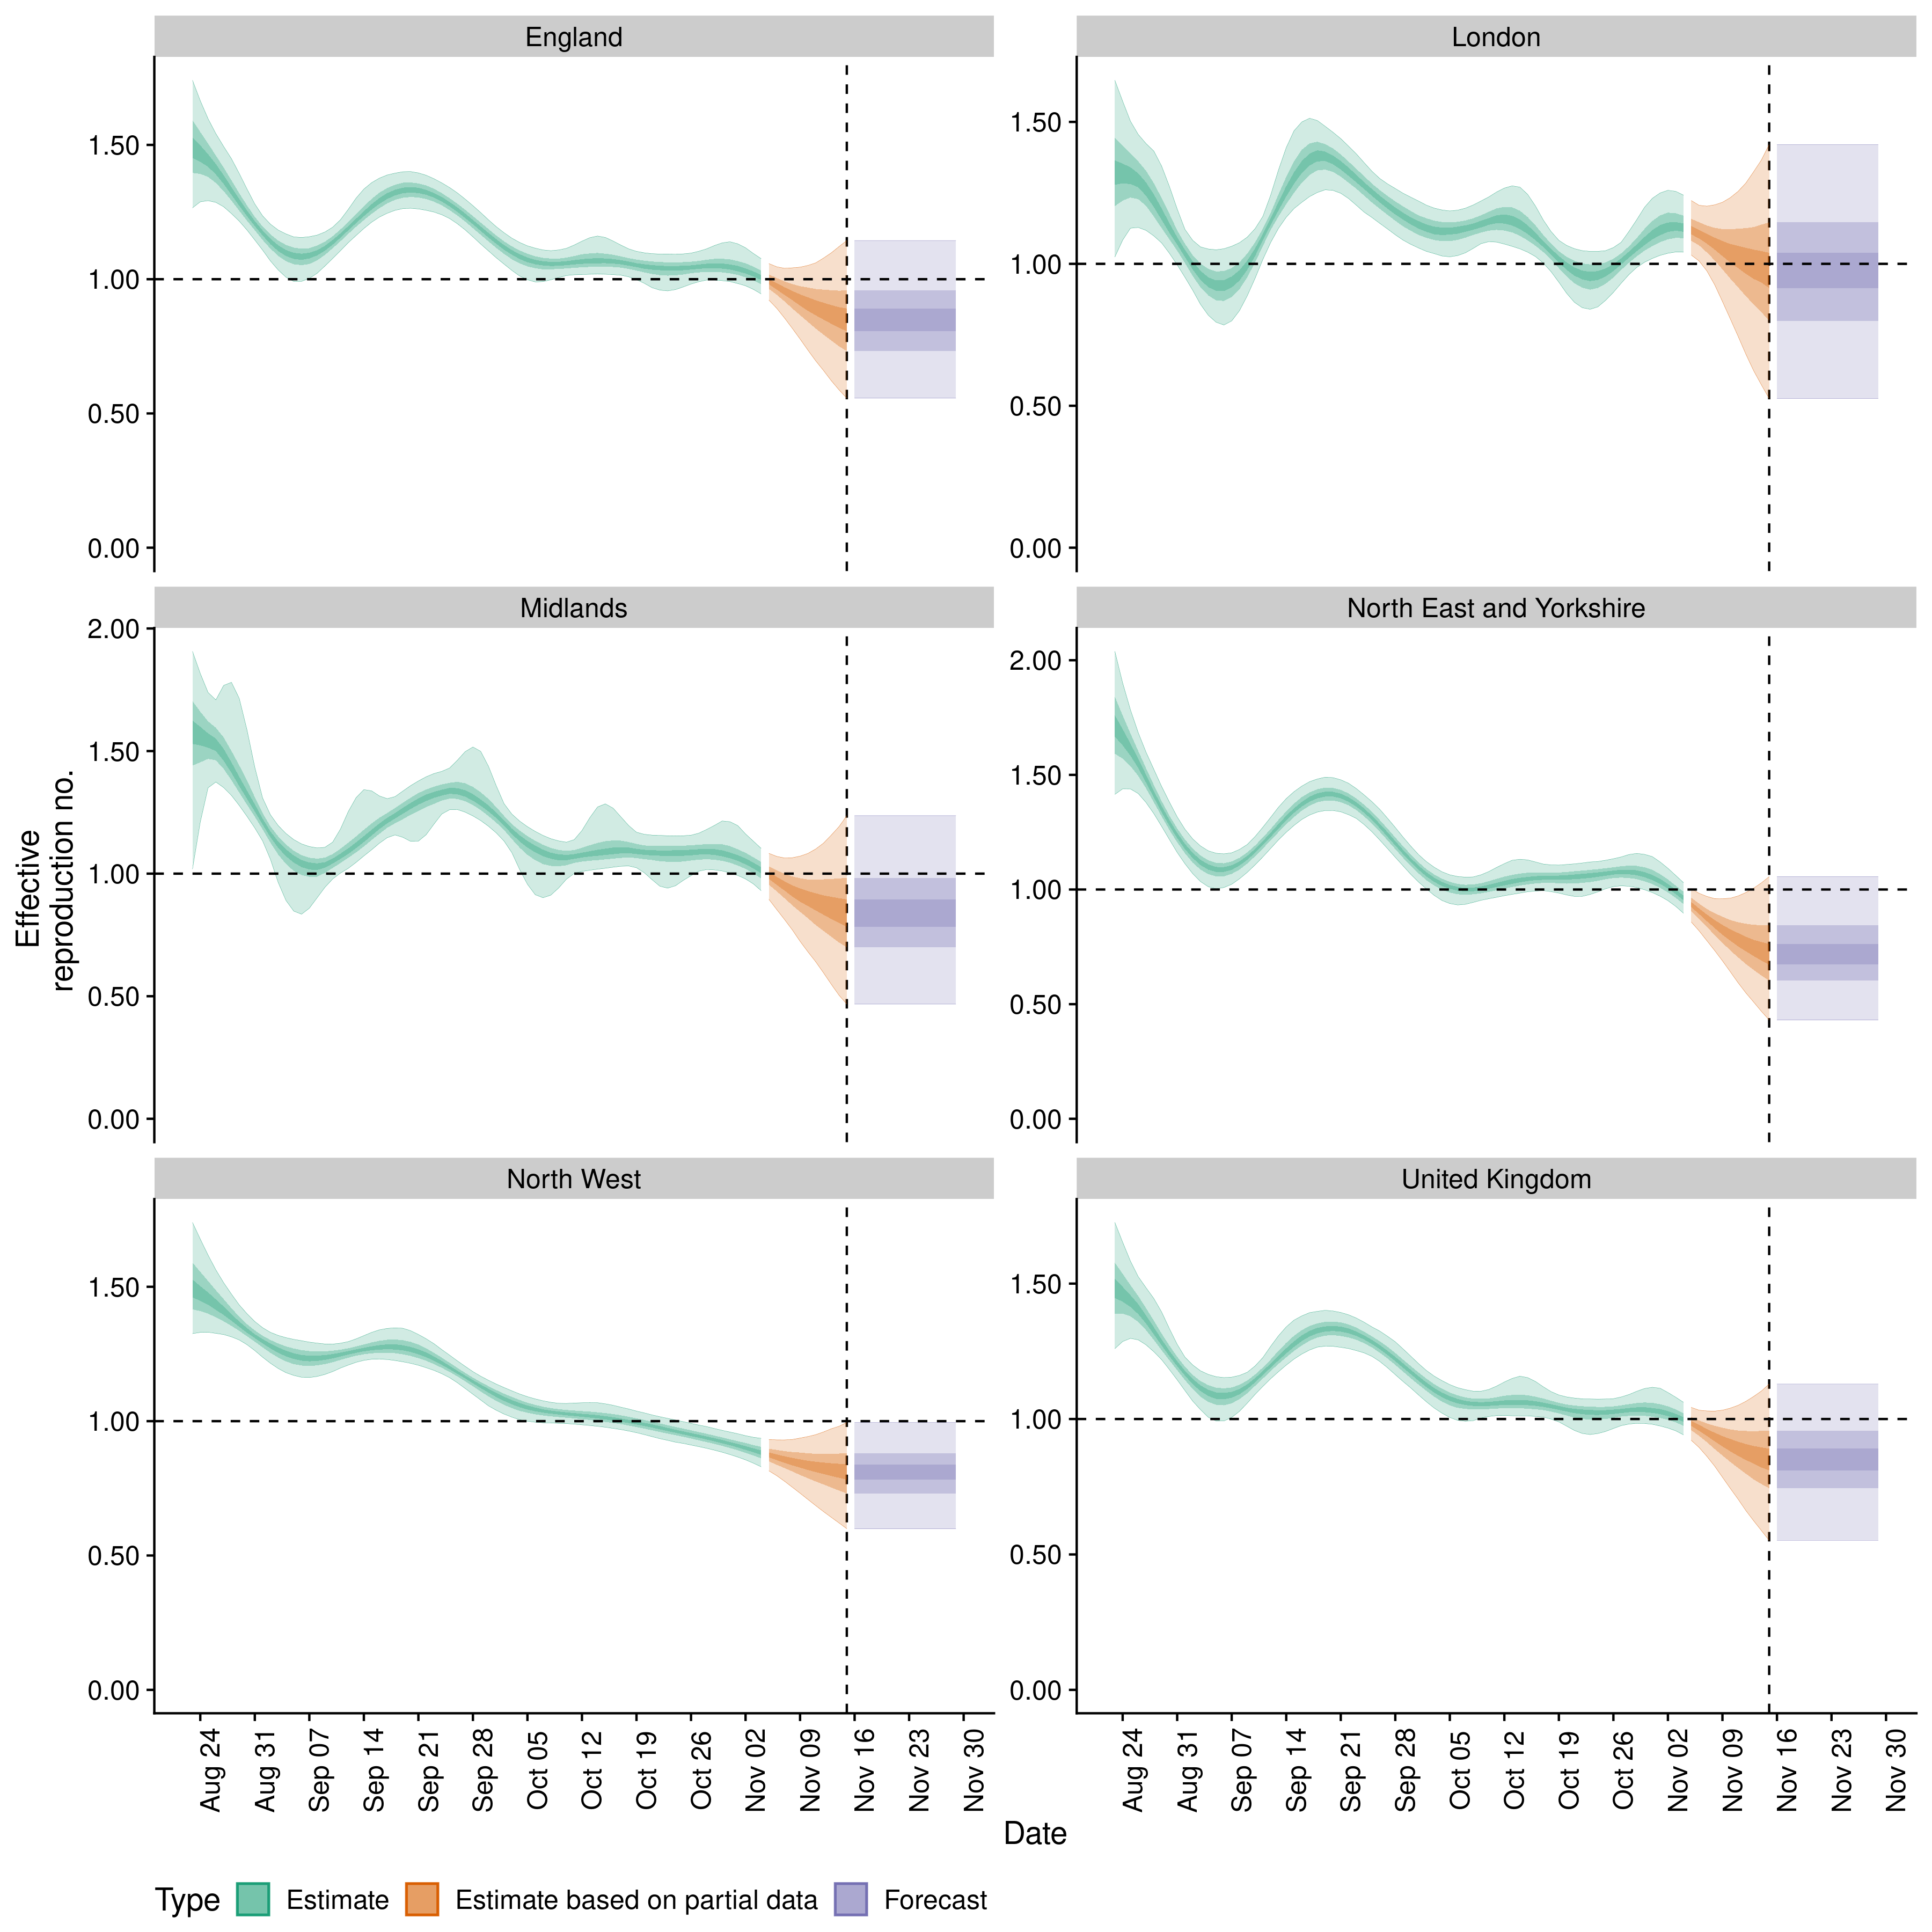 England
London
1.50
1.00
0.50
0.00
1.50
1.00
0.50
0.00
Midlands
North East and Yorkshire
2.00
1.50
1.00
0.50
0.00
2.00
1.50
1.00
0.50
0.00
Effective
reproduction no.
North West
United Kingdom
1.50
1.00
0.50
0.00
1.50
1.00
0.50
0.00
Aug 24
Aug 31
Sep 07
Sep 14
Sep 21
Sep 28
Oct 05
Oct 12
Oct 19
Oct 26
Nov 02
Nov 09
Nov 16
Nov 23
Nov 30
Aug 24
Aug 31
Sep 07
Sep 14
Sep 21
Sep 28
Oct 05
Oct 12
Oct 19
Oct 26
Nov 02
Nov 09
Nov 16
Nov 23
Nov 30
Date
Type Estimate Estimate based on partial data Forecast